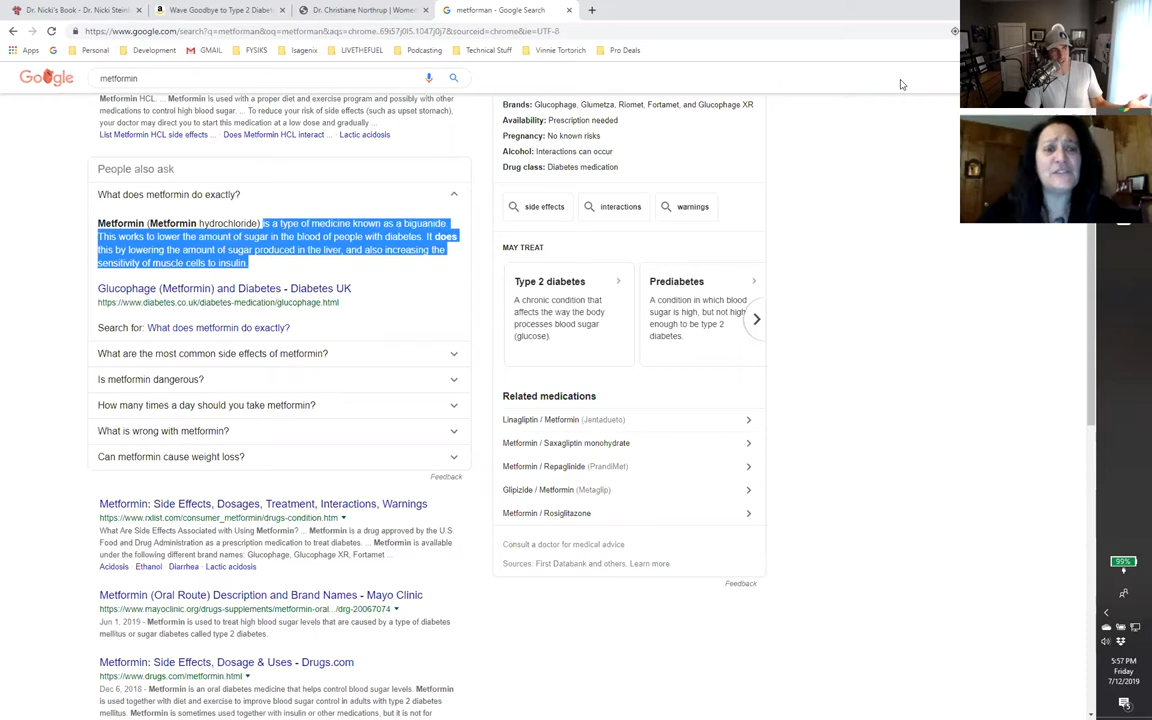 Dr. Nicki's Book - Dr. Nicki Stein
Wave Goodbye to Type 2 Diabet
Dr. Christiane Northrup | Wome
metforman - Google Search
https://www.google.com/search?q=metforman&oq=metforman&aqs=chrome..69i57j0l5.1047j0j7&sourceid=chrome&ie=UTF-8
Apps
Personal
Development
GMAIL
FYSIKS
Isagenix
LIVETHEFUEL
Podcasting
Technical Stuff
Vinnie Tortorich
Pro Deals
Google
metformin
Metformin HCL. ... Metformin is used with a proper diet and exercise program and possibly with other
medications to control high blood sugar. ... To reduce your risk of side effects (such as upset stomach),
your doctor may direct you to start this medication at a low dose and gradually ...
List Metformin HCL side effects ... · Does Metformin HCL interact ... · Lactic acidosis
People also ask
What does metformin do exactly?
Metformin (Metformin hydrochloride) is a type of medicine known as a biguanide.
This works to lower the amount of sugar in the blood of people with diabetes. It does
this by lowering the amount of sugar produced in the liver, and also increasing the
sensitivity of muscle cells to insulin.
Glucophage (Metformin) and Diabetes - Diabetes UK
https://www.diabetes.co.uk/diabetes-medication/glucophage.html
Search for: What does metformin do exactly?
What are the most common side effects of metformin?
Is metformin dangerous?
How many times a day should you take metformin?
What is wrong with metformin?
Can metformin cause weight loss?
Feedback
Metformin: Side Effects, Dosages, Treatment, Interactions, Warnings
https://www.rxlist.com/consumer_metformin/drugs-condition.htm
What Are Side Effects Associated with Using Metformin? ... Metformin is a drug approved by the U.S.
Food and Drug Administration as a prescription medication to treat diabetes. ... Metformin is available
under the following different brand names: Glucophage, Glucophage XR, Fortamet ...
Acidosis · Ethanol · Diarrhea · Lactic acidosis
Metformin (Oral Route) Description and Brand Names - Mayo Clinic
https://www.mayoclinic.org/drugs-supplements/metformin-oral.../drg-20067074
Jun 1, 2019 - Metformin is used to treat high blood sugar levels that are caused by a type of diabetes
mellitus or sugar diabetes called type 2 diabetes.
Metformin: Side Effects, Dosage & Uses - Drugs.com
https://www.drugs.com/metformin.html
Dec 6, 2018 - Metformin is an oral diabetes medicine that helps control blood sugar levels. Metformin
is used together with diet and exercise to improve blood sugar control in adults with type 2 diabetes
mellitus. Metformin is sometimes used together with insulin or other medications, but it is not for
Brands: Glucophage, Glumetza, Riomet, Fortamet, and Glucophage XR
Availability: Prescription needed
Pregnancy: No known risks
Alcohol: Interactions can occur
Drug class: Diabetes medication
side effects
interactions
warnings
MAY TREAT
Type 2 diabetes
A chronic condition that
affects the way the body
processes blood sugar
(glucose).
Prediabetes
A condition in which blood
sugar is high, but not high
enough to be type 2
diabetes.
Related medications
Linagliptin / Metformin (Jentadueto)
Metformin / Saxagliptin monohydrate
Metformin / Repaglinide (PrandiMet)
Glipizide / Metformin (Metaglip)
Metformin / Rosiglitazone
Consult a doctor for medical advice
Sources: First Databank and others. Learn more
Feedback
99%
5:57 PM
Friday
7/12/2019